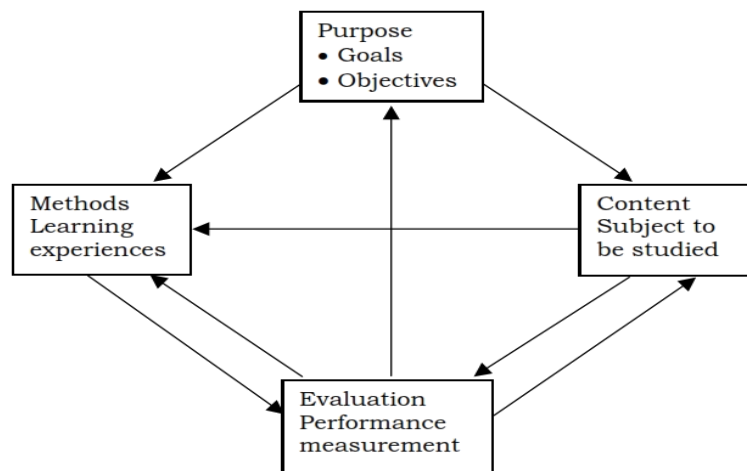 Purpose
• Goals
• Objectives
Methods
Learning
experiences
Content
Subject to
be studied
Evaluation
Performance
measurement